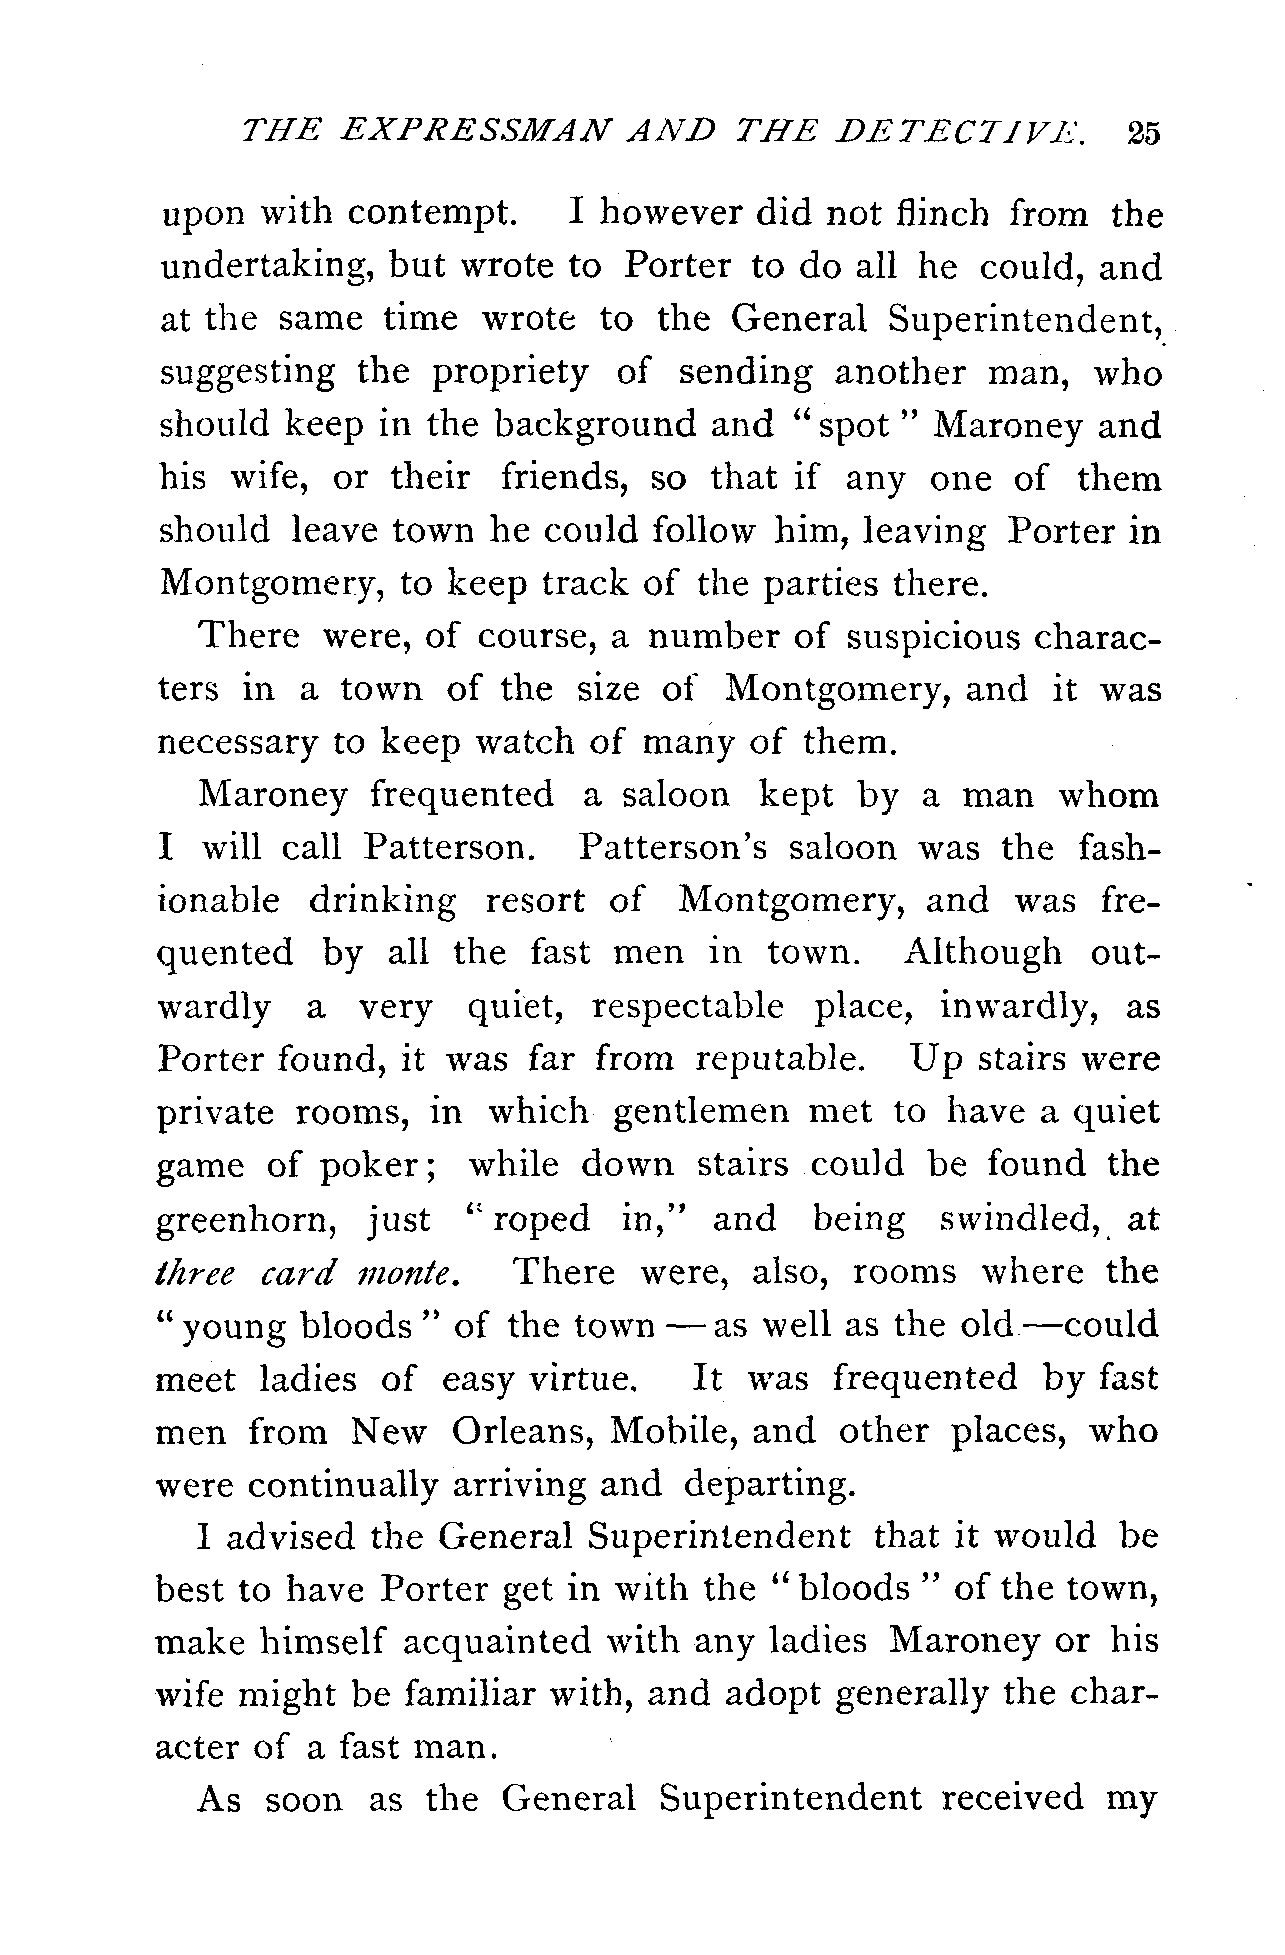 THE EXPRESSMAN AND THE DETECTIVE. 25
upon with contempt. I however did not flinch from the
undertaking, but wrote to Porter to do all he could, and
at the same time wrote to the General Superintendent,
suggesting the propriety of sending another man, who
should keep in the background and " spot " Maroney and
his wife, or their friends, so that if any one of them
should leave town he could follow him, leaving Porter in
Montgomery, to keep track of the parties there.
There were, of course, a number of suspicious charac-
ters in a town of the size of Montgomery, and it was
necessary to keep watch of many of them.
Maroney frequented a saloon kept by a man whom
I will call Patterson. Patterson's saloon was the fash-
ionable drinking resort of Montgomery, and was fre-
quented by all the fast men in town. Although out-
wardly a very quiet, respectable place, inwardly, as
Porter found, it was far from reputable. Up stairs were
private rooms, in which gentlemen met to have a quiet
game of poker; while down stairs could be found the
greenhorn, just " roped in," and being swindled, at
three card monte. There were, also, rooms where the
" young bloods " of the town — as well as the old —could
meet ladies of easy virtue. It was frequented by fast
men from New Orleans, Mobile, and other places, who
were continually arriving and departing.
I advised the General Superintendent that it would be
best to have Porter get in with the " bloods " of the town,
make himself acquainted with any ladies Maroney or his
wife might be familiar with, and adopt generally the char-
acter of a fast man.
As soon as the General Superintendent received my